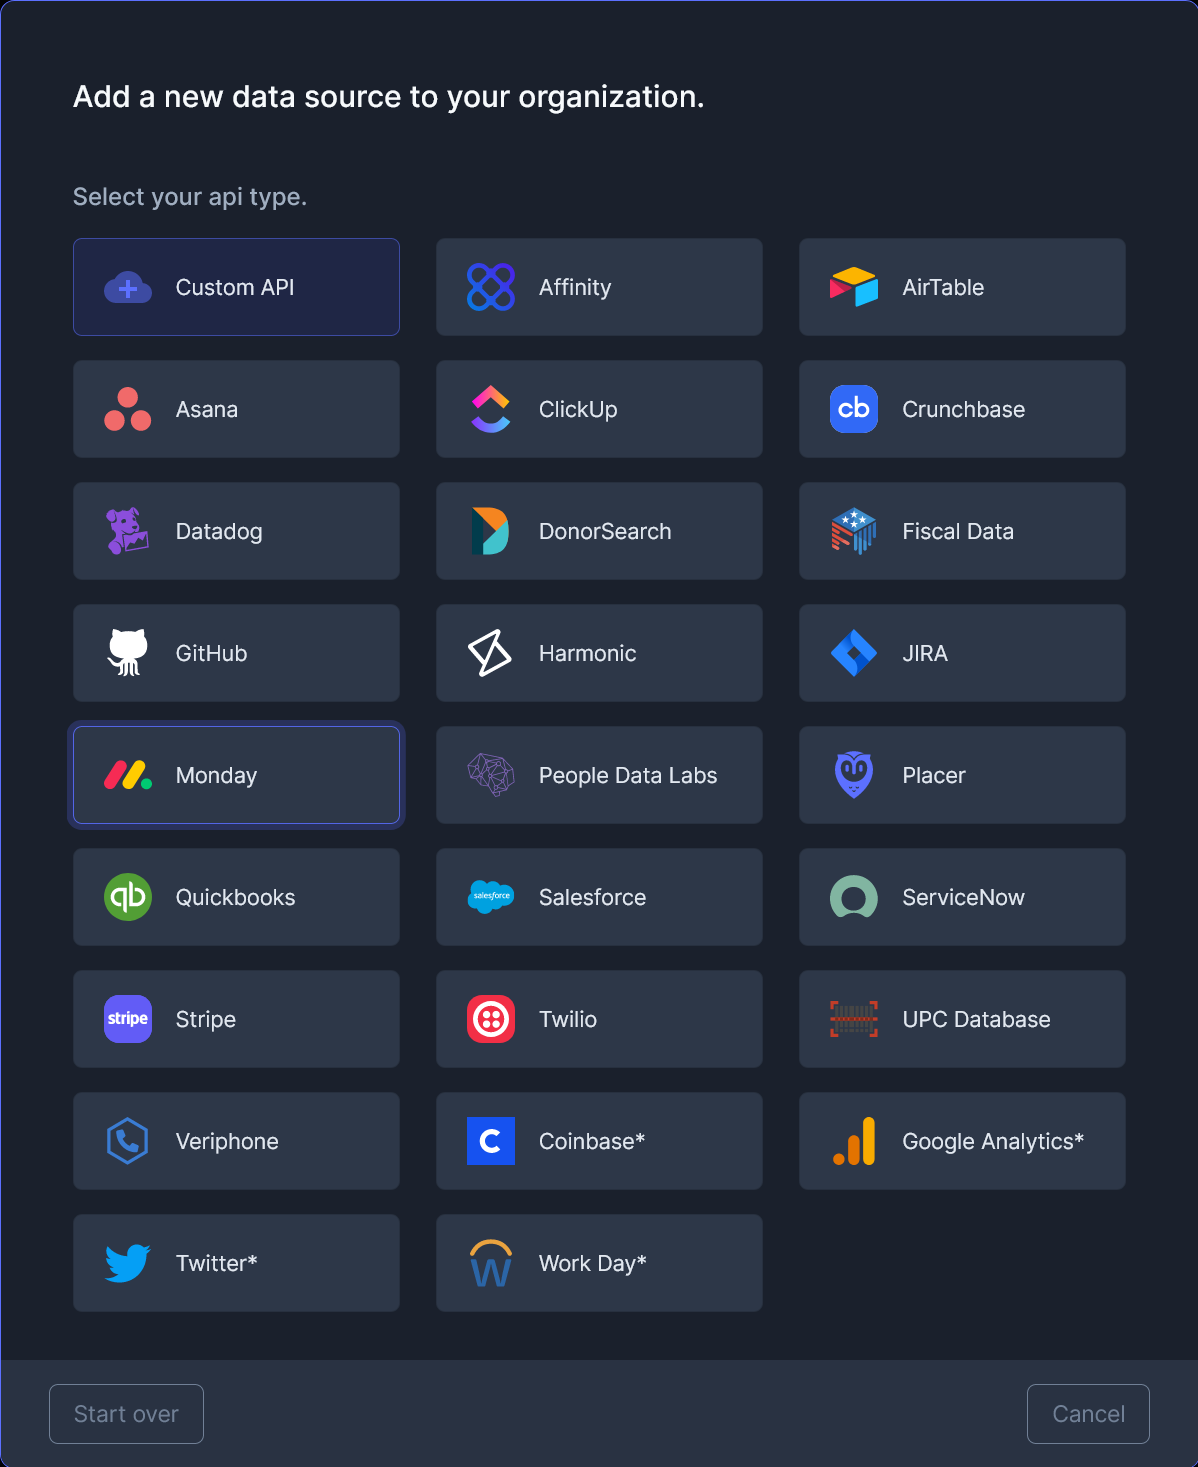 Add a new data source to your organization.
Select your api type.
Custom API
Affinity
AirTable
Asana
ClickUp
cb
Crunchbase
Datadog
DonorSearch
Fiscal Data
GitHub
Harmonic
JIRA
Monday
People Data Labs
Placer
qb
Quickbooks
salesforce
Salesforce
ServiceNow
stripe
Stripe
Twilio
UPC Database
Veriphone
C
Coinbase*
Google Analytics*
Twitter*
W
Work Day*
Start over
Cancel